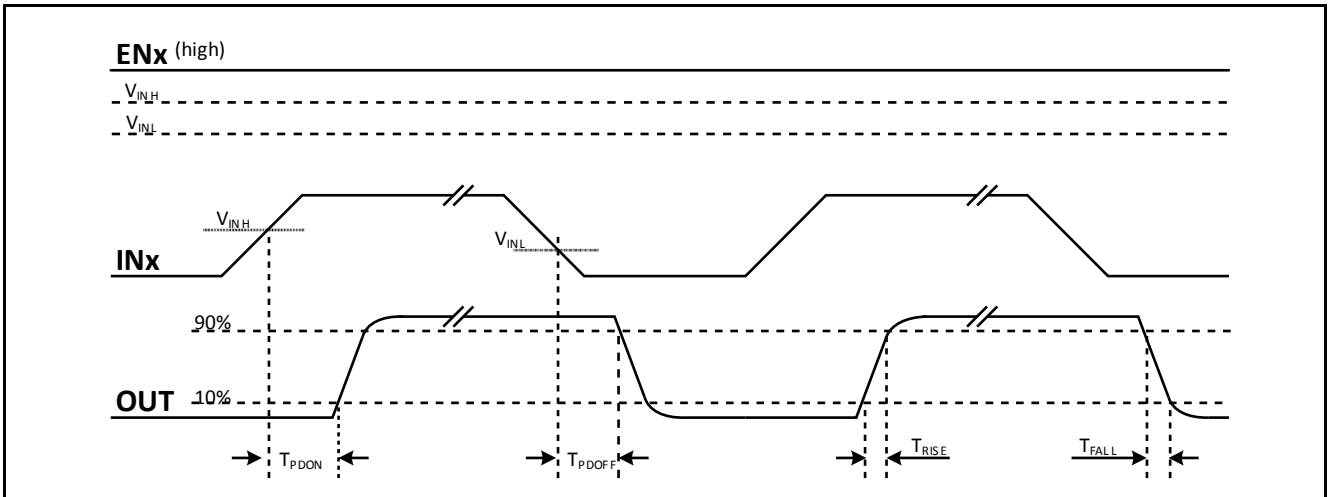 ENx (high)
VINH
VINL
VINH
VINL
INx
90%
OUT 10%
TPDON TPDOFF TRISE TFALL